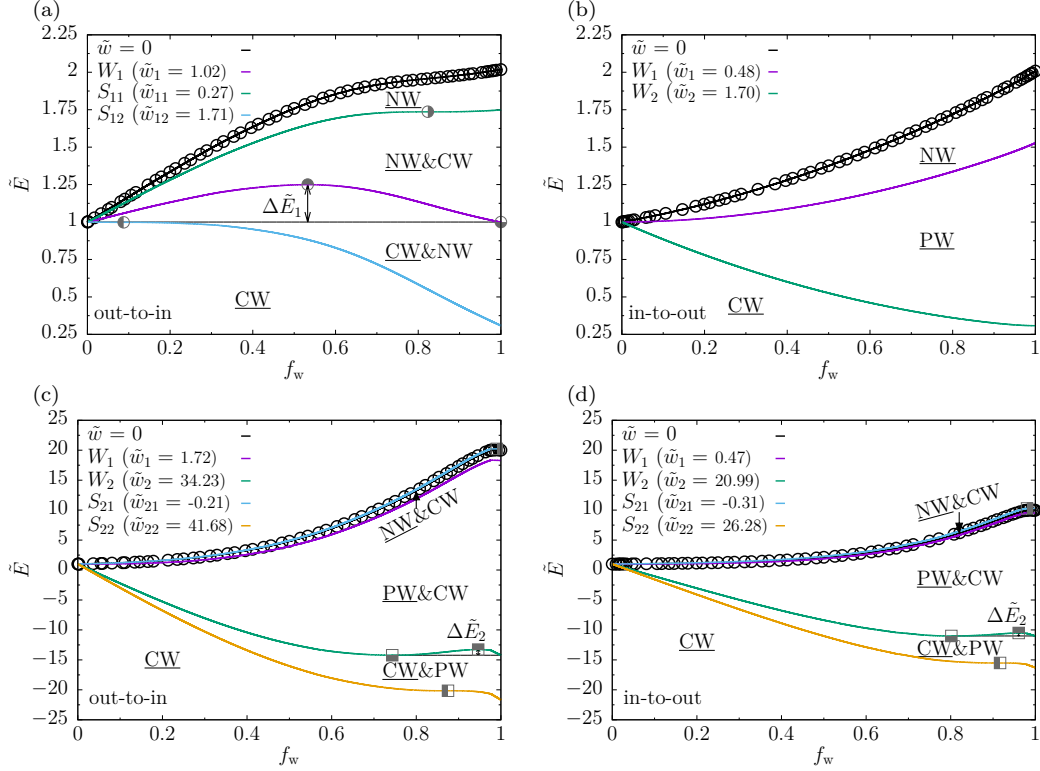 (a)
2.25
2
1.75
1.5
1.25
1
0.75
0.5
0.25
Ẽ
w̃ = 0
W₁ (w̃₁ = 1.02)
S₁₁ (w̃₁₁ = 0.27)
S₁₂ (w̃₁₂ = 1.71)
NW
NW&CW
ΔẼ₁
CW&NW
CW
out-to-in
0 0.2 0.4 0.6 0.8 1
f_w
(b)
2.25
2
1.75
1.5
1.25
1
0.75
0.5
0.25
Ẽ
w̃ = 0
W₁ (w̃₁ = 0.48)
W₂ (w̃₂ = 1.70)
NW
PW
CW
in-to-out
0 0.2 0.4 0.6 0.8 1
f_w
(c)
25
20
15
10
5
0
−5
−10
−15
−20
−25
Ẽ
w̃ = 0
W₁ (w̃₁ = 1.72)
W₂ (w̃₂ = 34.23)
S₂₁ (w̃₂₁ = -0.21)
S₂₂ (w̃₂₂ = 41.68)
NW&CW
PW&CW
ΔẼ₂
CW
CW&PW
out-to-in
0 0.2 0.4 0.6 0.8 1
f_w
(d)
25
20
15
10
5
0
−5
−10
−15
−20
−25
Ẽ
w̃ = 0
W₁ (w̃₁ = 0.47)
W₂ (w̃₂ = 20.99)
S₂₁ (w̃₂₁ = -0.31)
S₂₂ (w̃₂₂ = 26.28)
NW&CW
PW&CW
ΔẼ₂
CW
CW&PW
in-to-out
0 0.2 0.4 0.6 0.8 1
f_w